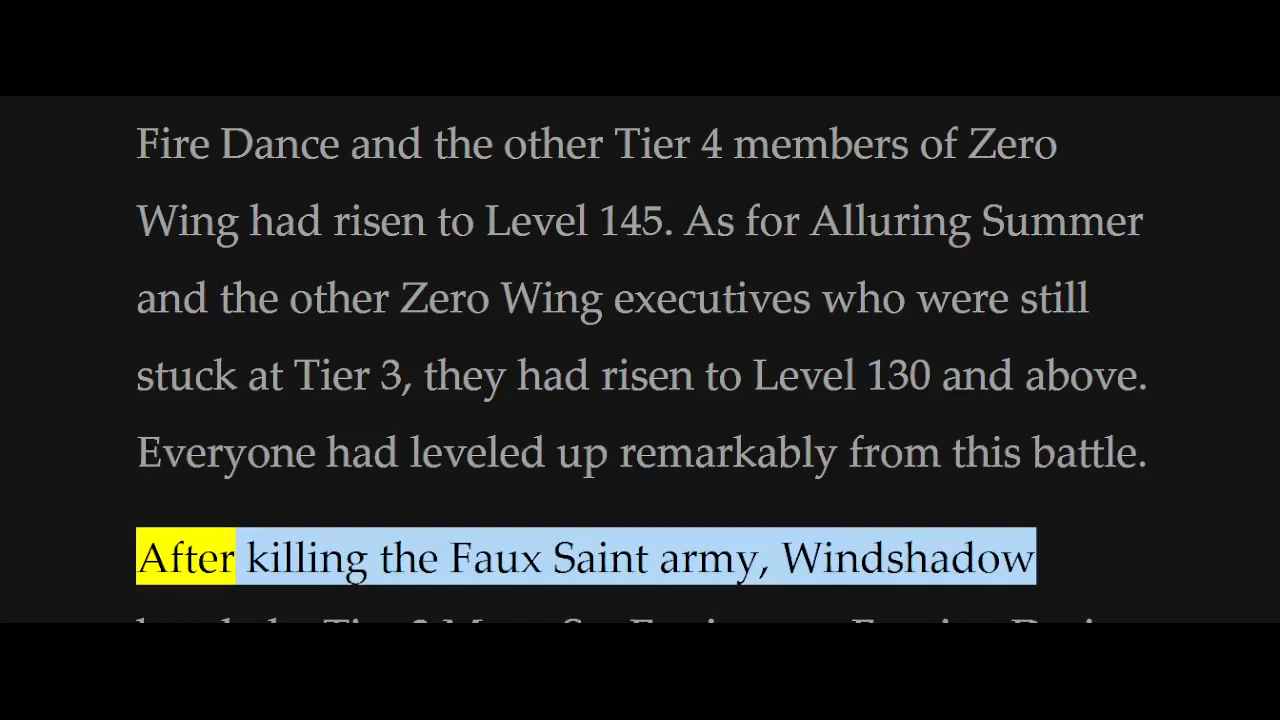 Fire Dance and the other Tier 4 members of Zero
Wing had risen to Level 145. As for Alluring Summer
and the other Zero Wing executives who were still
stuck at Tier 3, they had risen to Level 130 and above.
Everyone had leveled up remarkably from this battle.
After killing the Faux Saint army, Windshadow